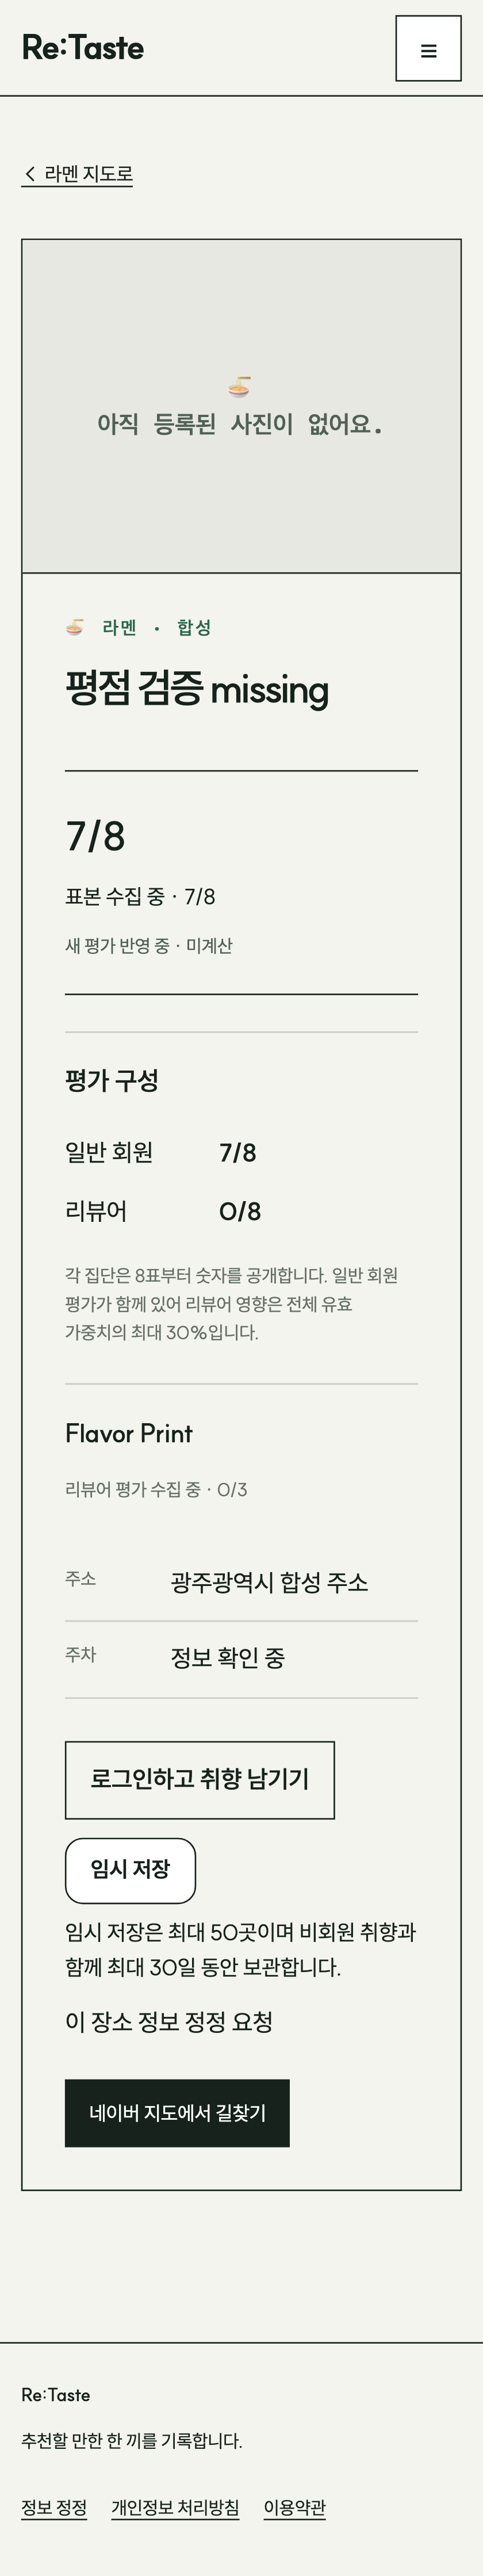 Re:Taste
라멘 지도로
아직 등록된 사진이 없어요.
라멘 · 합성
평점 검증 missing
7/8
표본 수집 중 · 7/8
새 평가 반영 중 · 미계산
평가 구성
일반 회원 7/8
리뷰어 0/8
각 집단은 8표부터 숫자를 공개합니다. 일반 회원
평가가 함께 있어 리뷰어 영향은 전체 유효
가중치의 최대 30%입니다.
Flavor Print
리뷰어 평가 수집 중 · 0/3
주소 광주광역시 합성 주소
주차 정보 확인 중
로그인하고 취향 남기기
임시 저장
임시 저장은 최대 50곳이며 비회원 취향과
함께 최대 30일 동안 보관합니다.
이 장소 정보 정정 요청
네이버 지도에서 길찾기
Re:Taste
추천할 만한 한 끼를 기록합니다.
정보 정정 개인정보 처리방침 이용약관